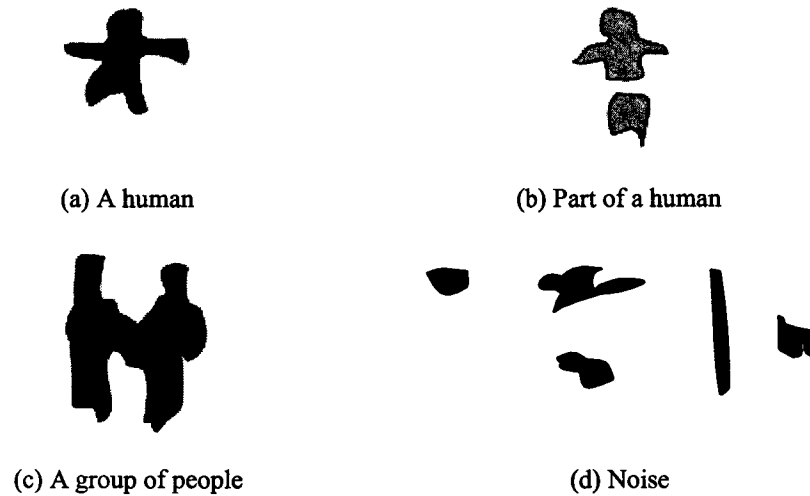 (a) A human
(b) Part of a human
(c) A group of people
(d) Noise